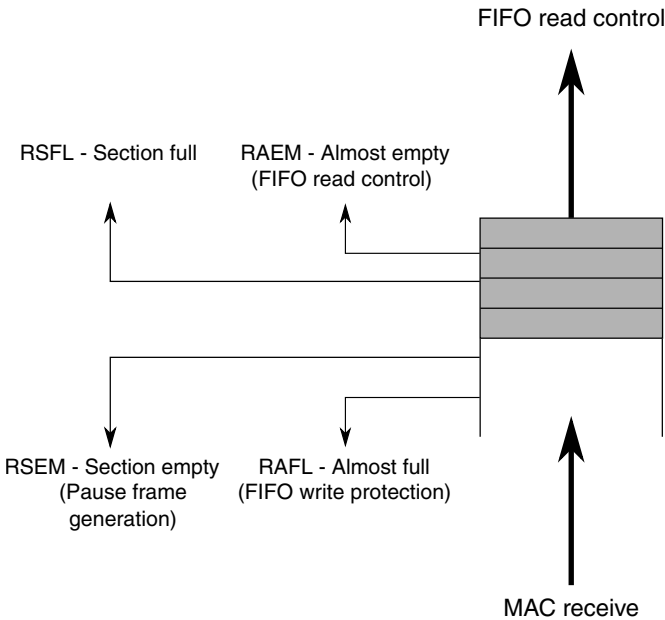 FIFO read control
RSFL - Section full
RAEM - Almost empty
(FIFO read control)
RSEM - Section empty
(Pause frame
generation)
RAFL - Almost full
(FIFO write protection)
MAC receive